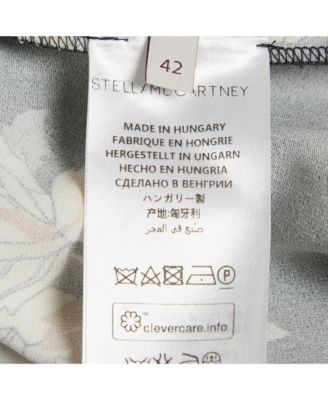 42
STELLA McCARTNEY
MADE IN HUNGARY
FABRIQUE EN HONGRIE
HERGESTELLT IN UNGARN
HECHO EN HUNGRIA
СДЕЛАНО В ВЕНГРИИ
ハンガリー製
产地:匈牙利
صنع في المجر
P
™
clevercare.info